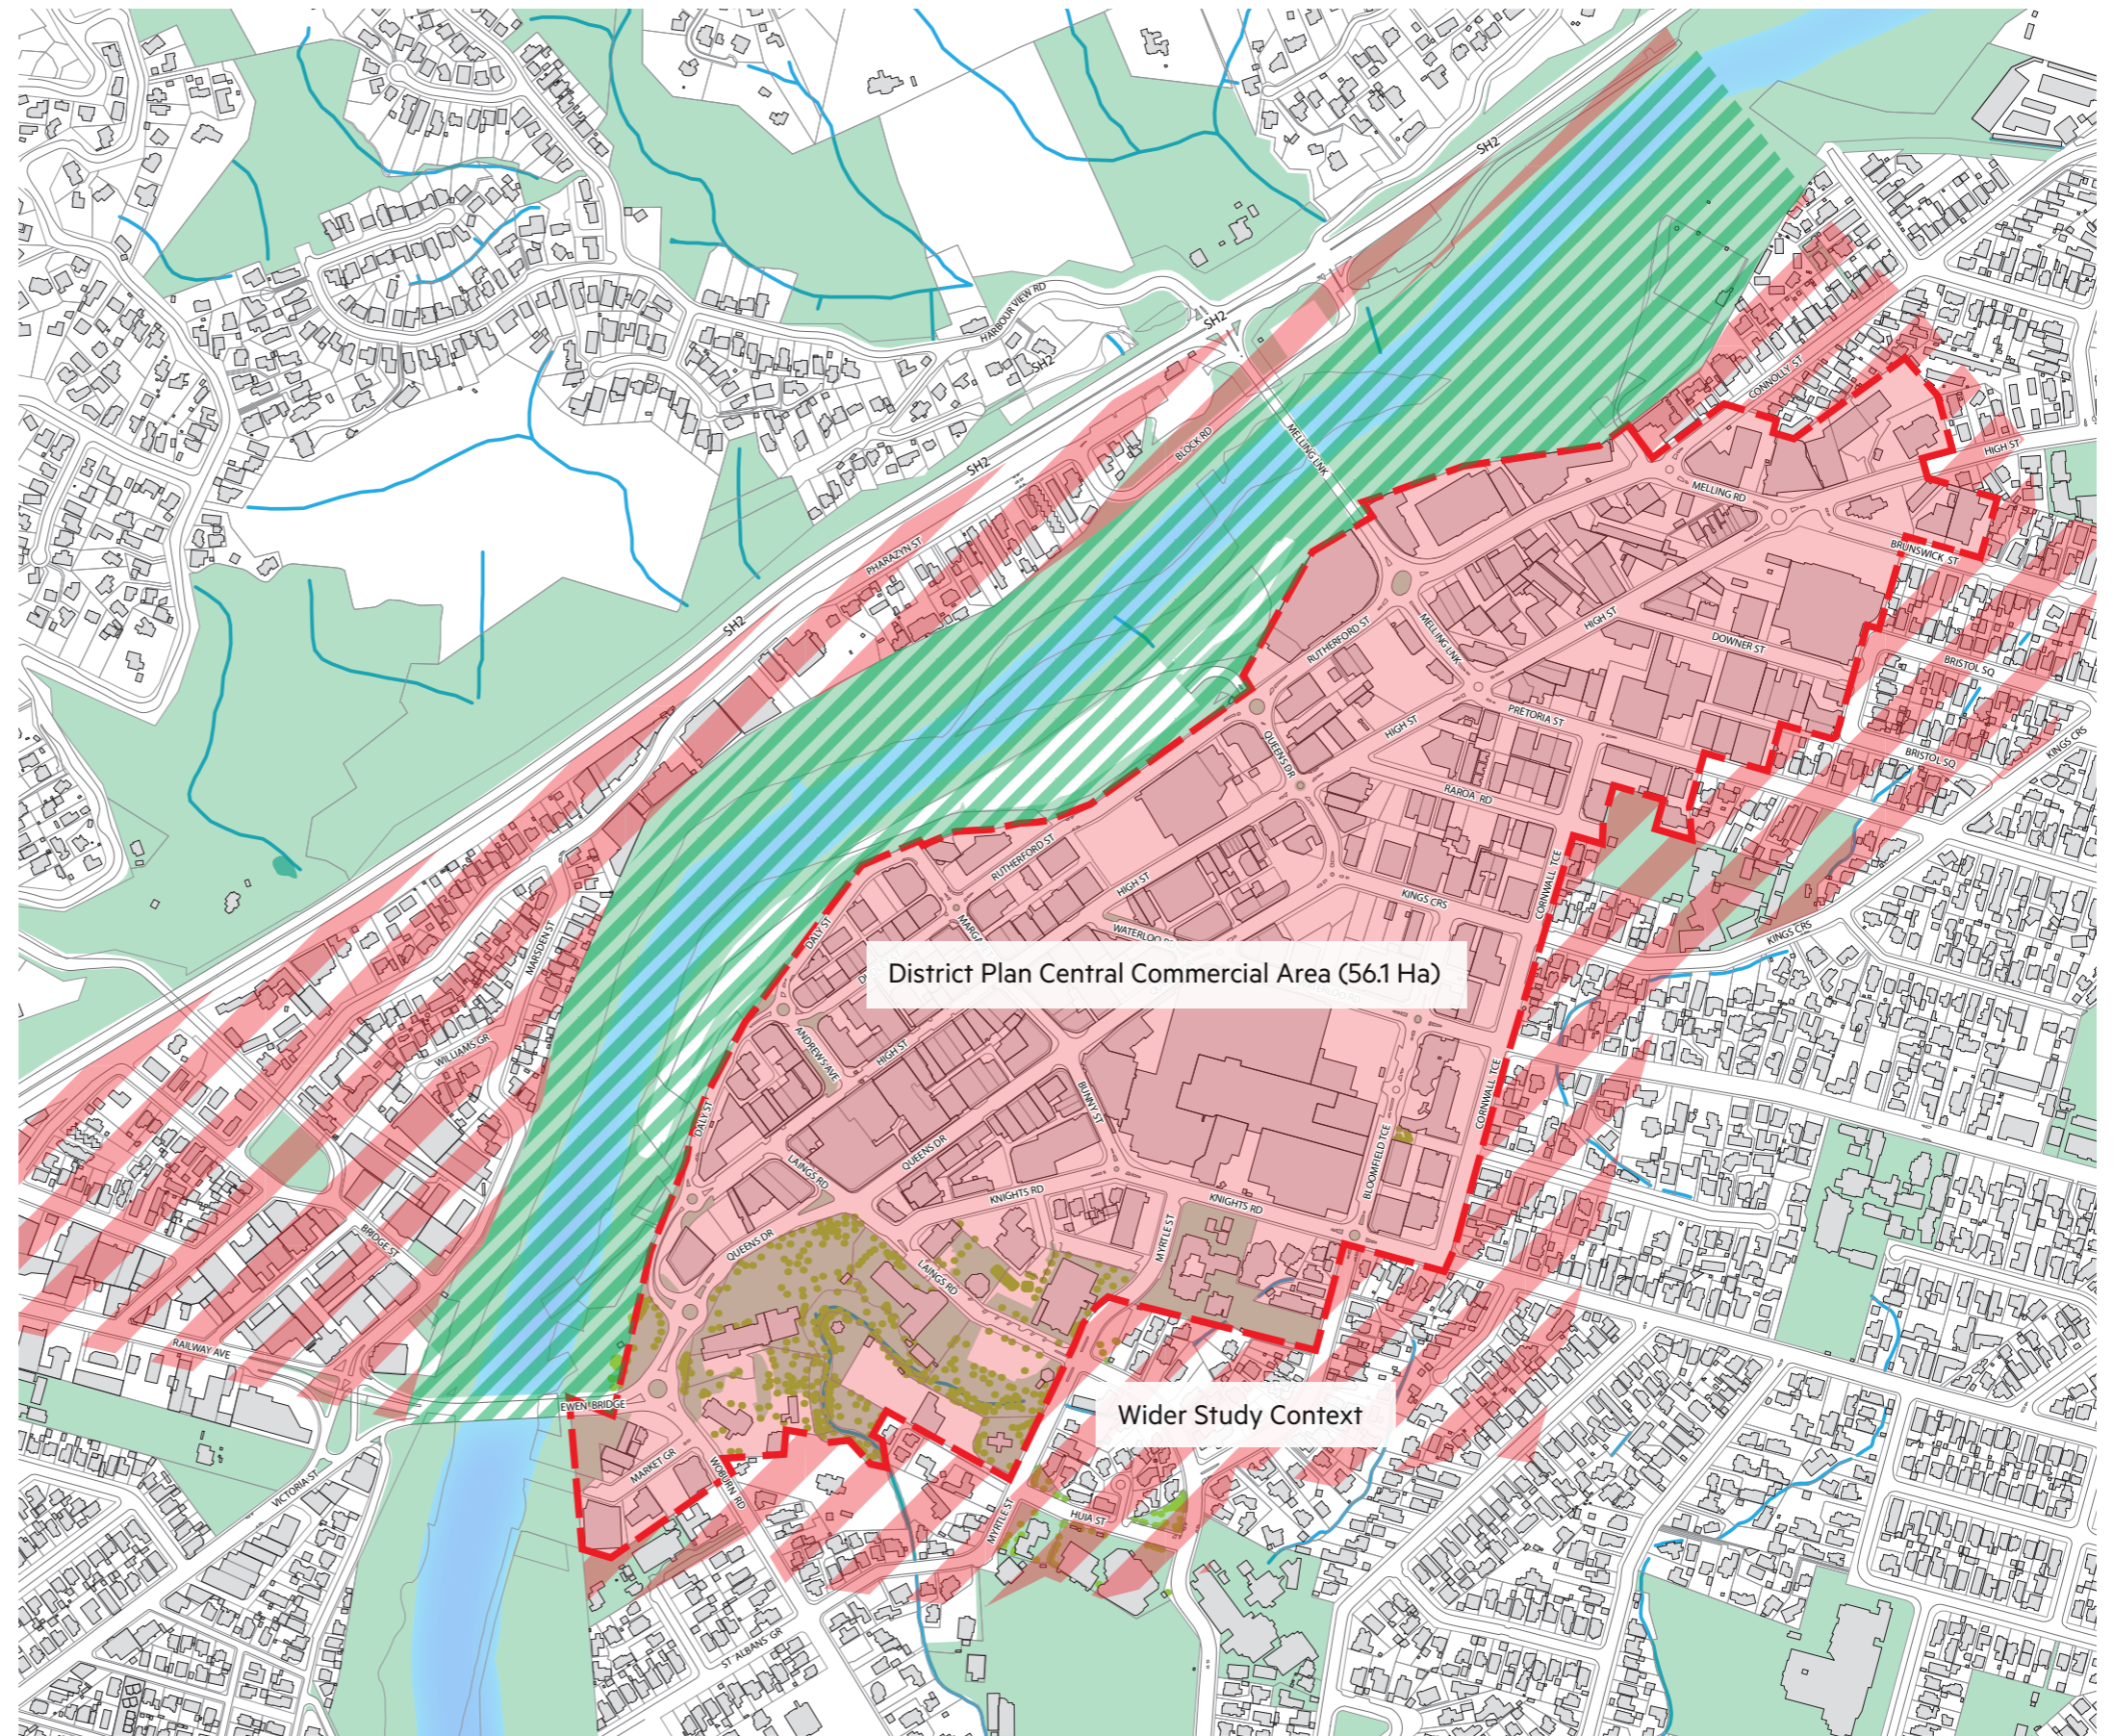 SH2
HARBOUR VIEW RD
SH2
SH2
CONNOLLY ST
HIGH ST
MELLING LNK
BLOCK RD
SH2
MELLING RD
PHARAZYN ST
BRUNSWICK ST
SH2
RUTHERFORD ST
MELLING LNK
HIGH ST
DOWNER ST
BRISTOL SQ
PRETORIA ST
HIGH ST
QUEENS DR
BRISTOL SQ
KINGS CRS
RAROA RD
RUTHERFORD ST
HIGH ST
KINGS CRS
CORNWALL TCE
MARSDEN ST
DALY ST
KINGS CRS
District Plan Central Commercial Area (56.1 Ha)
WILLIAMS GR
ANDREWS AVE
HIGH ST
DALY ST
BUNNY ST
CORNWALL TCE
QUEENS DR
LAINGS RD
BLOOMFIELD TCE
KNIGHTS RD
KNIGHTS RD
BRIDGE ST
QUEENS DR
MYRTLE ST
LAINGS RD
RAILWAY AVE
EWEN BRIDGE
Wider Study Context
MARKET GR
WOBURN RD
VICTORIA ST
MYRTLE ST
HUIA ST
ST ALBANS GR